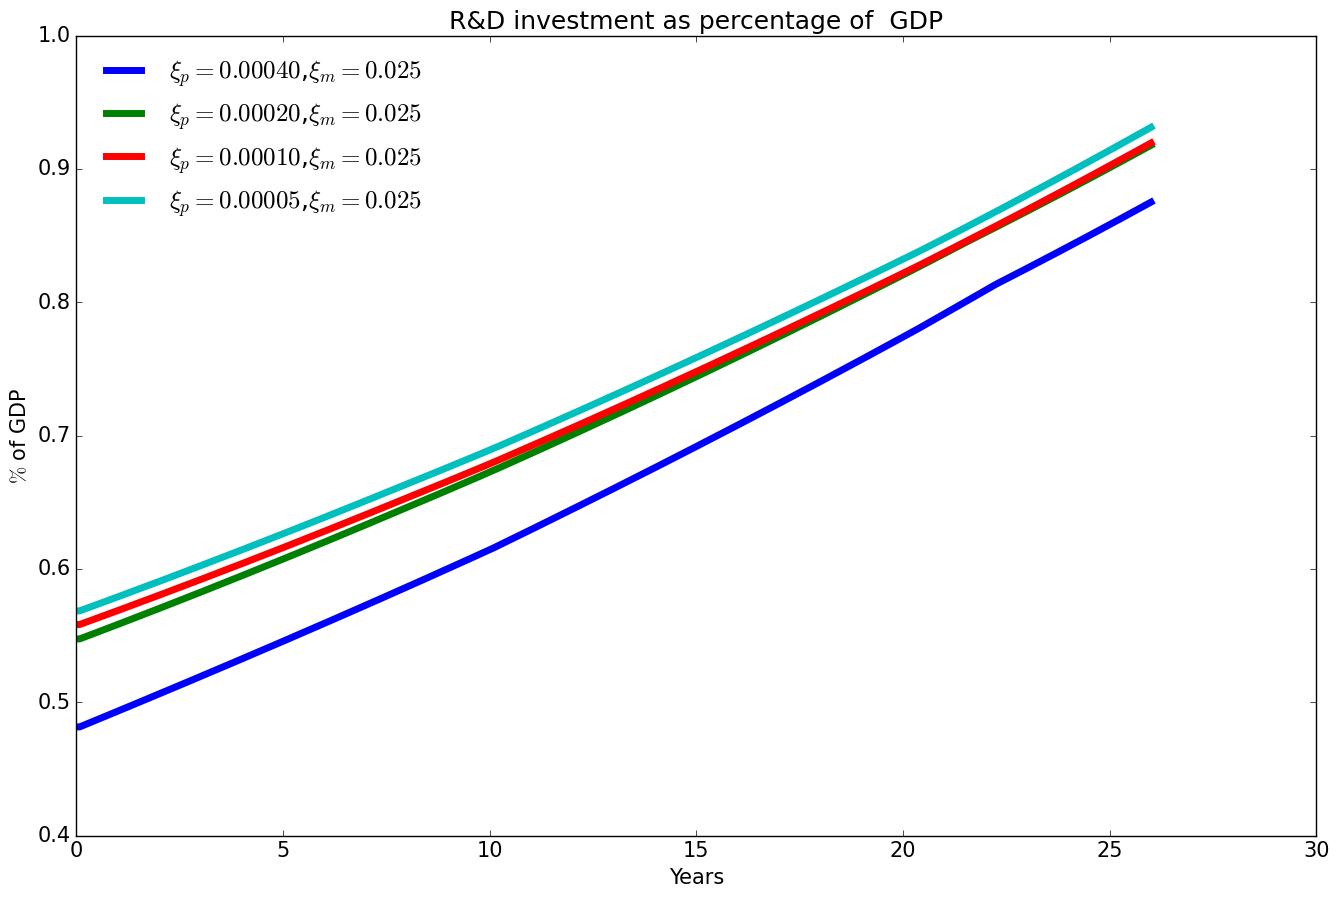 R&D investment as percentage of  GDP
1.0
0.9
0.8
0.7
0.6
0.5
0.4
% of GDP
ξp = 0.00040,ξm = 0.025
ξp = 0.00020,ξm = 0.025
ξp = 0.00010,ξm = 0.025
ξp = 0.00005,ξm = 0.025
0 5 10 15 20 25 30
Years